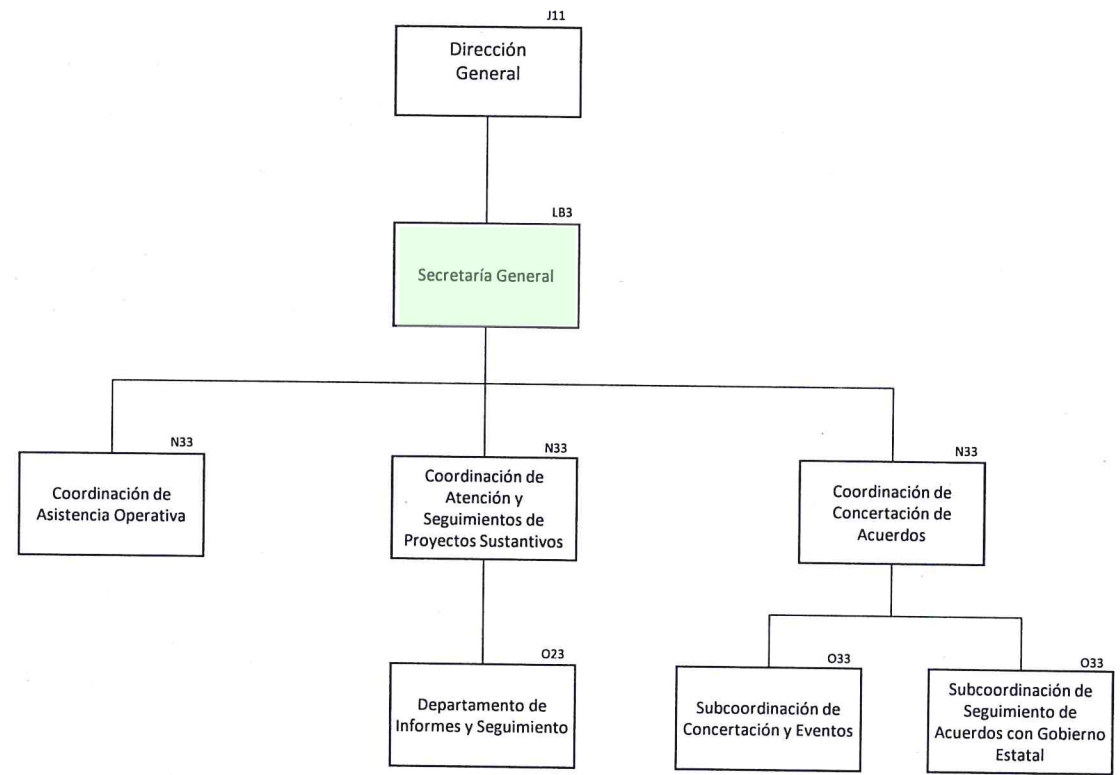 J11
Dirección
General
LB3
Secretaría General
N33
Coordinación de
Asistencia Operativa
N33
Coordinación de
Atención y
Seguimientos de
Proyectos Sustantivos
N33
Coordinación de
Concertación de
Acuerdos
O23
Departamento de
Informes y Seguimiento
O33
Subcoordinación de
Concertación y Eventos
O33
Subcoordinación de
Seguimiento de
Acuerdos con Gobierno
Estatal